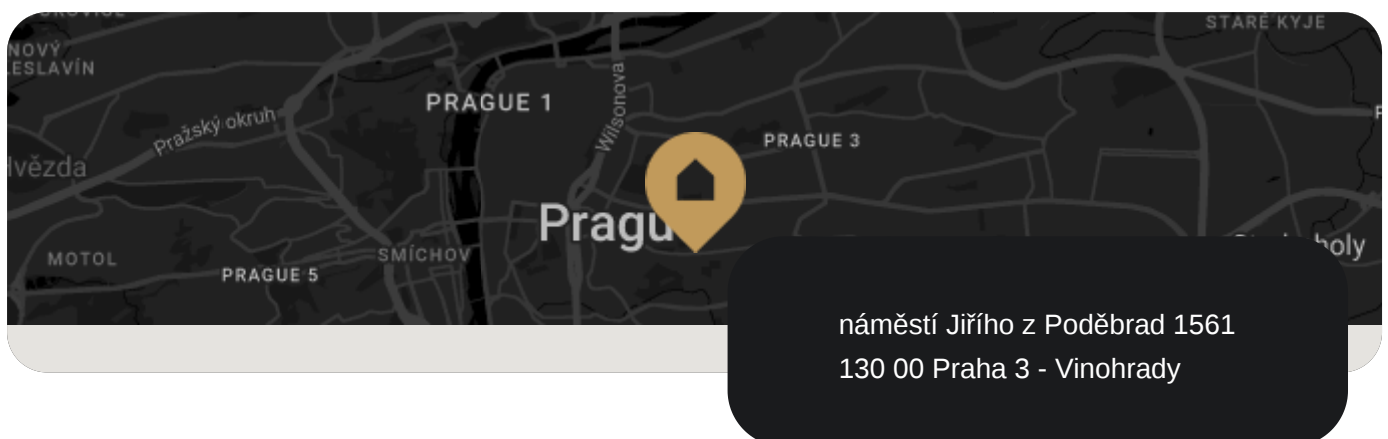 STARÉ KYJE
NOVÝ
LESLAVÍN
PRAGUE 1
Wilsonova
Pražský okruh
PRAGUE 3
Hvězda
Pragu
MOTOL
SMÍCHOV
PRAGUE 5
holy
náměstí Jiřího z Poděbrad 1561
130 00 Praha 3 - Vinohrady